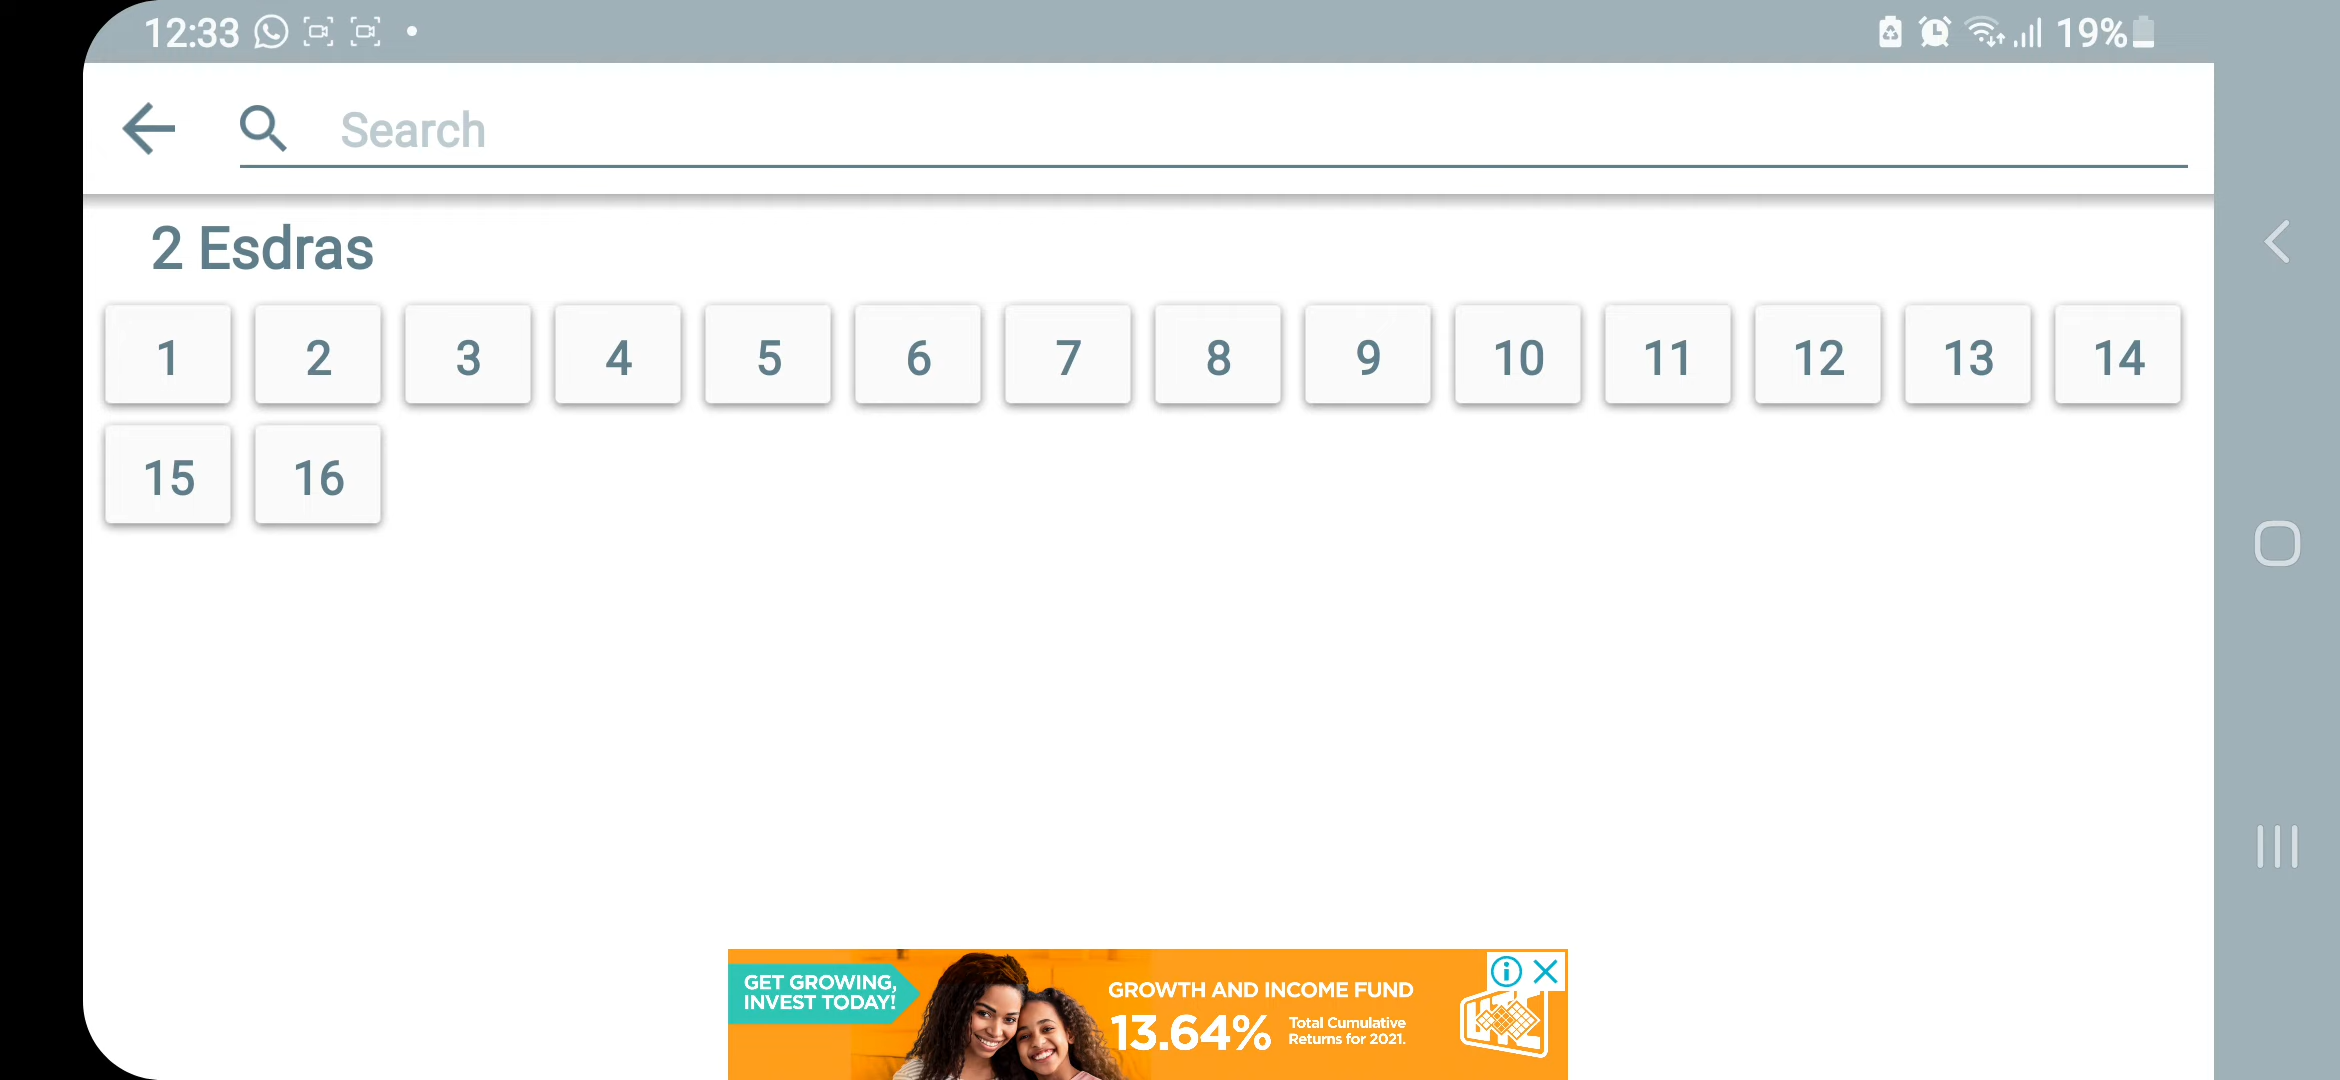 12:33 19%
Search
2 Esdras
1 2 3 4 5 6 7 8 9 10 11 12 13 14
15 16
GET GROWING,
INVEST TODAY!
GROWTH AND INCOME FUND
13.64% Total Cumulative
Returns for 2021.